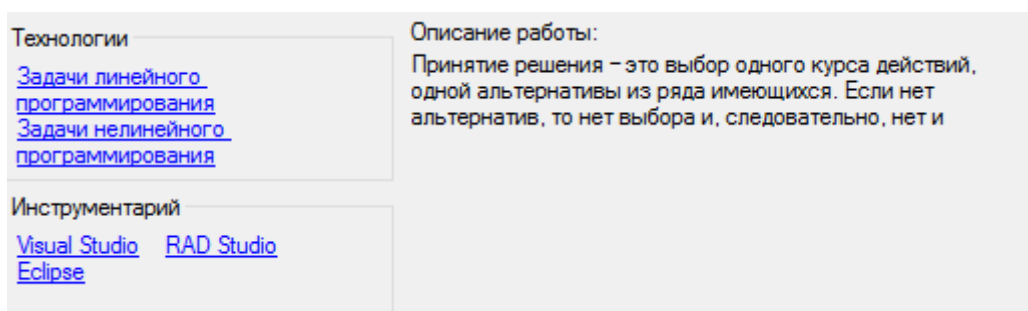 Технологии
Задачи линейного
программирования
Задачи нелинейного
программирования
Инструментарий
Visual Studio RAD Studio
Eclipse
Описание работы:
Принятие решения – это выбор одного курса действий,
одной альтернативы из ряда имеющихся. Если нет
альтернатив, то нет выбора и, следовательно, нет и